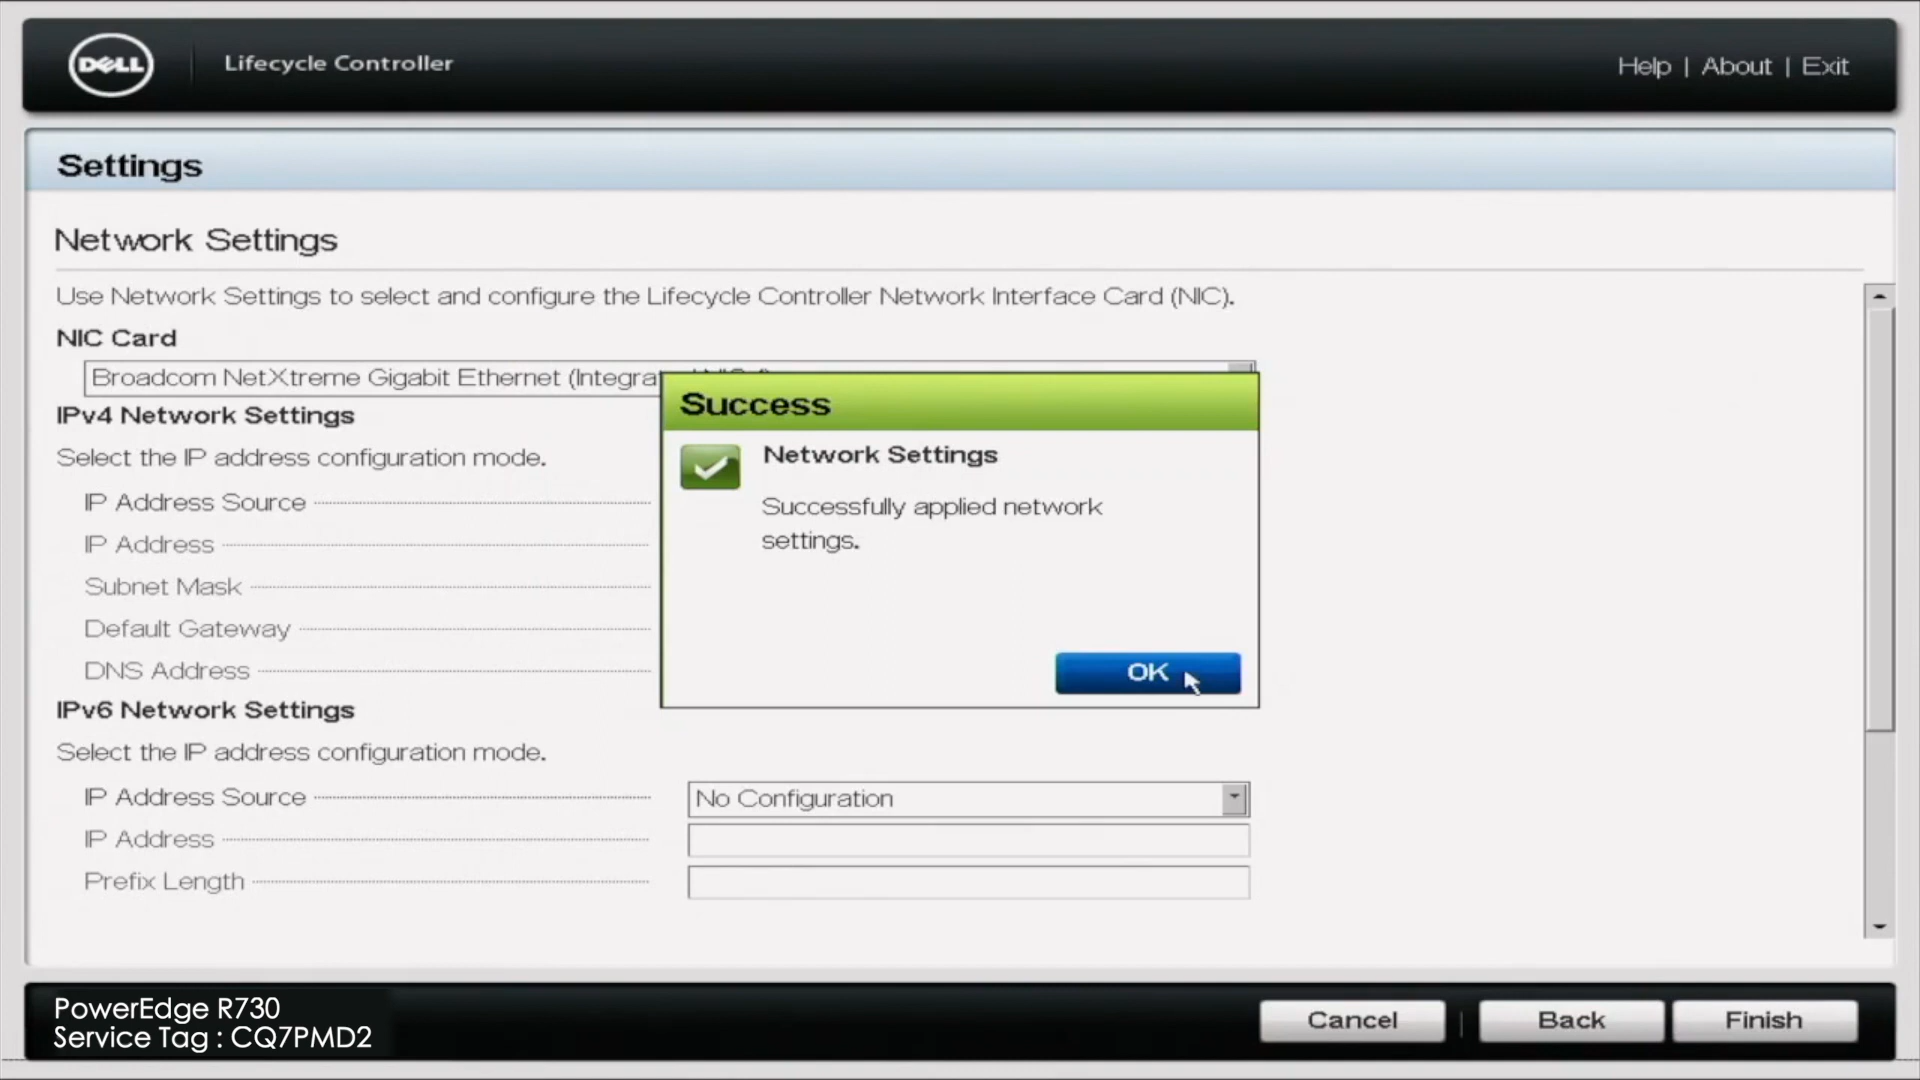 DELL
Lifecycle Controller
Help | About | Exit
Settings
Network Settings
Use Network Settings to select and configure the Lifecycle Controller Network Interface Card (NIC).
NIC Card
Broadcom NetXtreme Gigabit Ethernet
IPv4 Network Settings
Select the IP address configuration mode.
IP Address Source
IP Address
Subnet Mask
Default Gateway
DNS Address
Success
Network Settings
Successfully applied network
settings.
OK
IPv6 Network Settings
Select the IP address configuration mode.
IP Address Source
No Configuration
IP Address
Prefix Length
PowerEdge R730
Service Tag : CQ7PMD2
Cancel | Back Finish